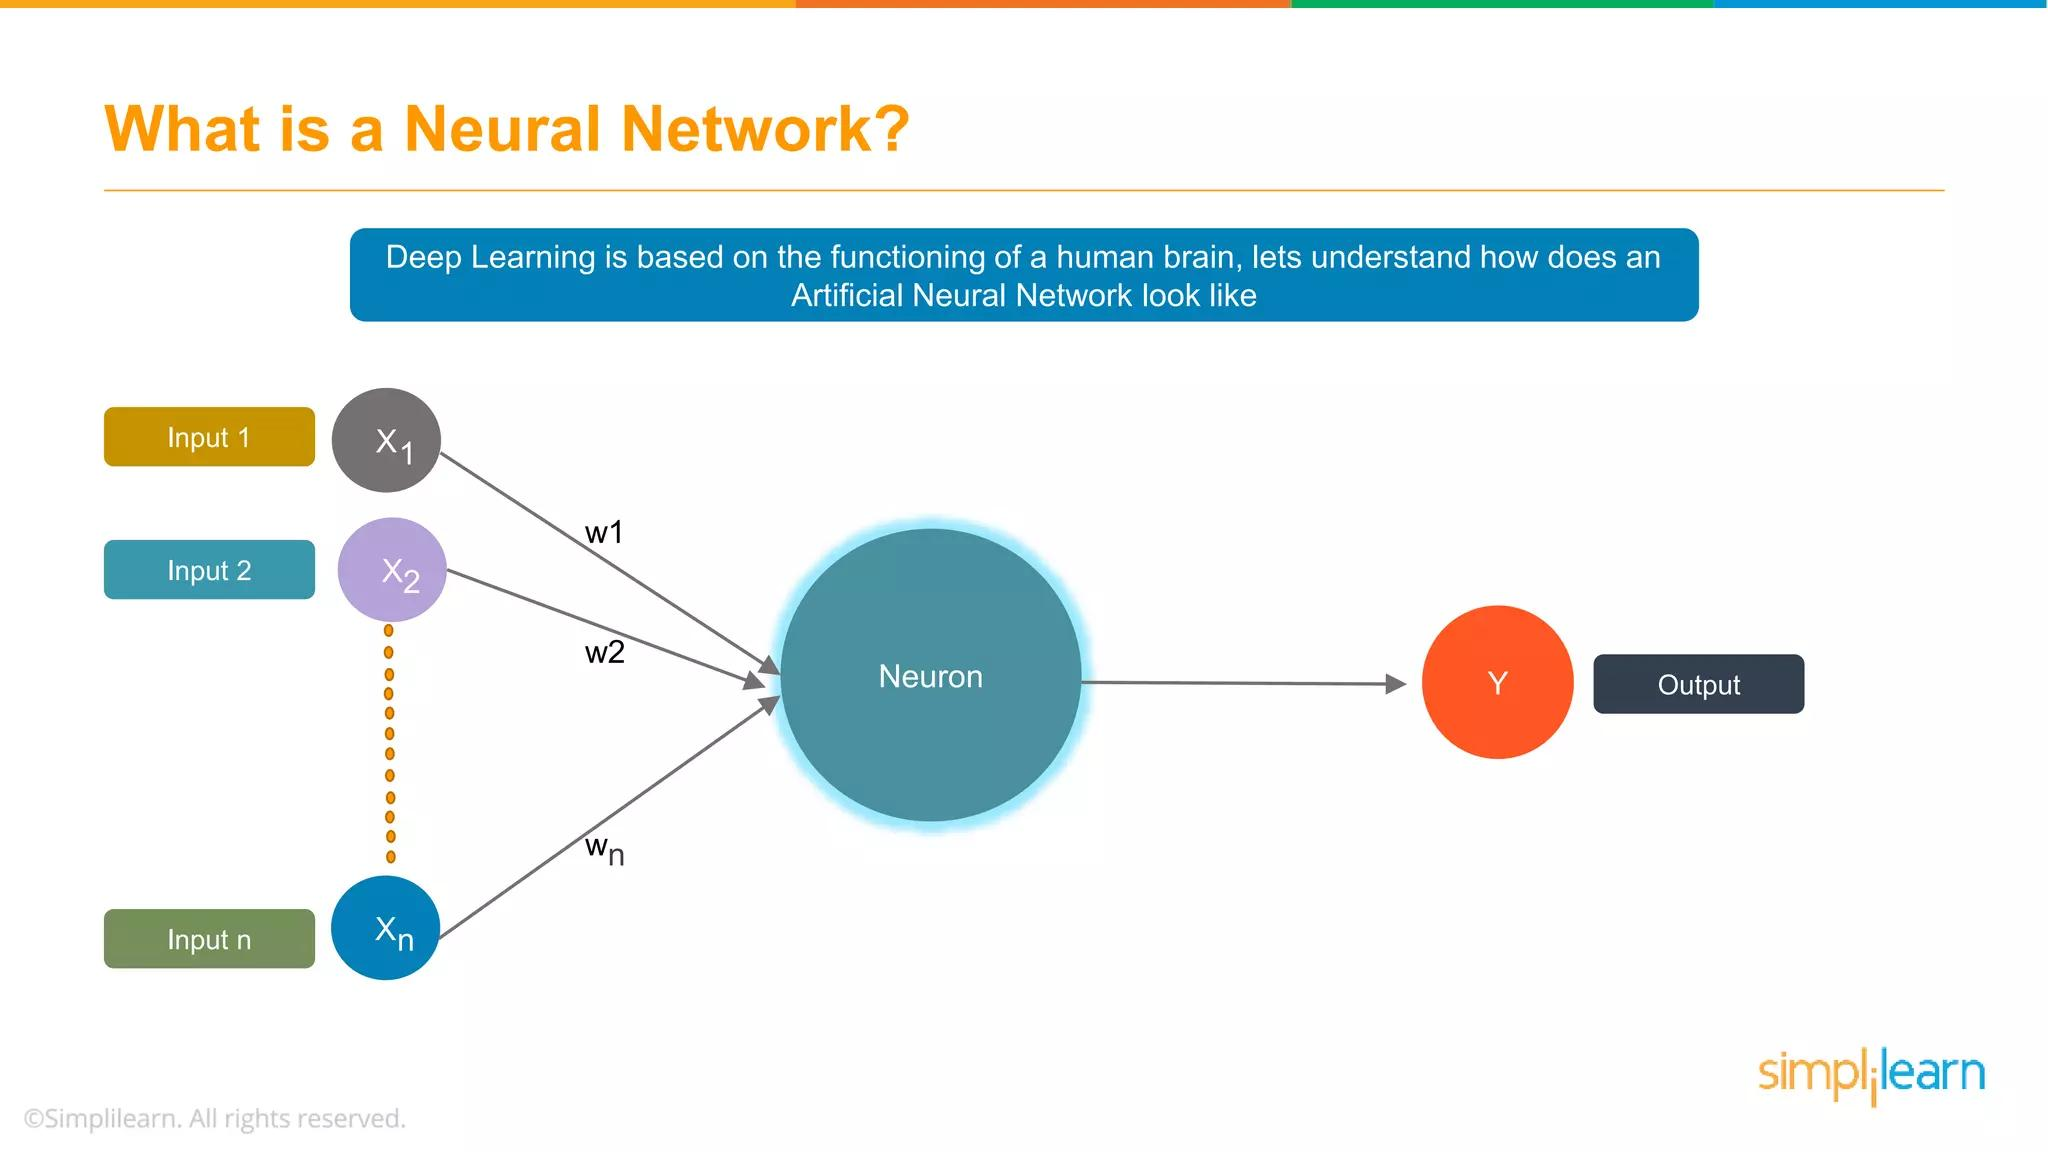 What is a Neural Network?
Deep Learning is based on the functioning of a human brain, lets understand how does an
Artificial Neural Network look like
Input 1
X1
w1
Input 2
X2
w2
Neuron
Y
Output
wn
Input n
Xn
simplilearn
©Simplilearn. All rights reserved.